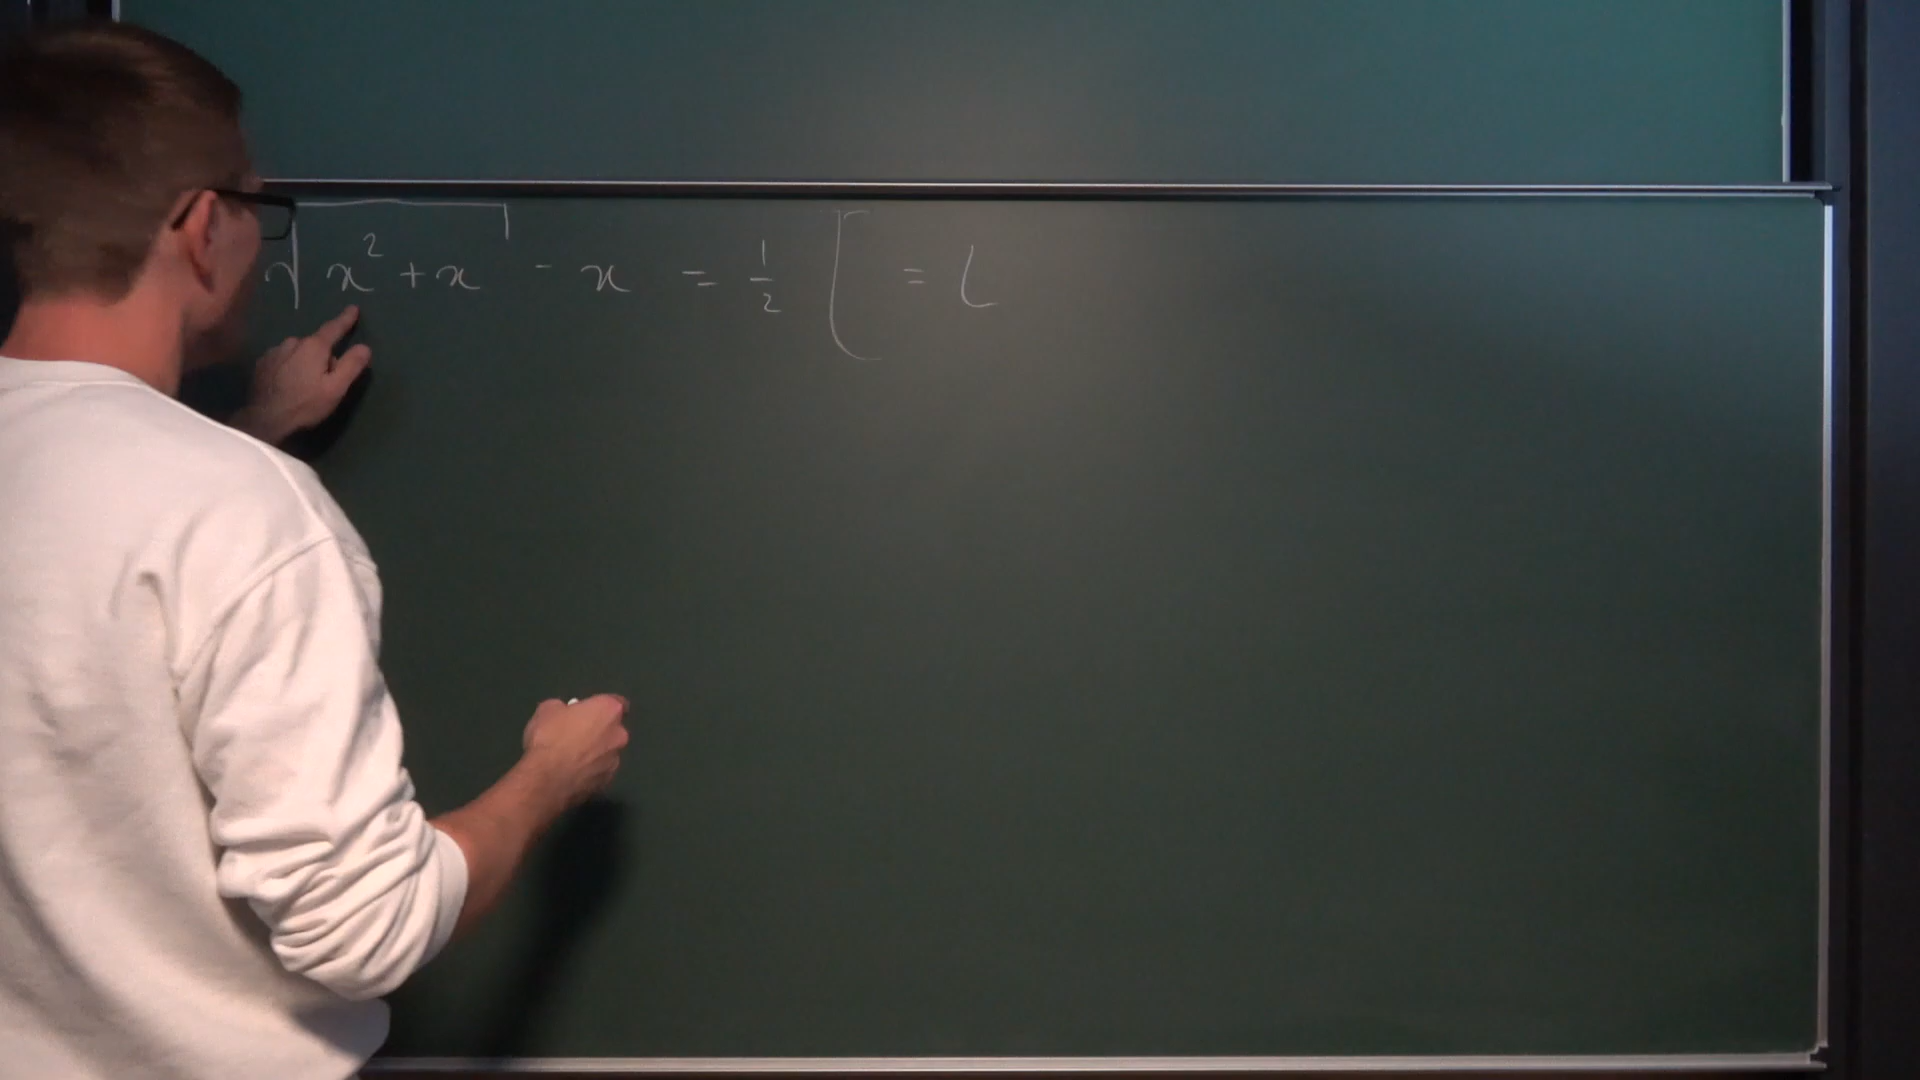 √(x² + x) - x = 1/2 [ = L